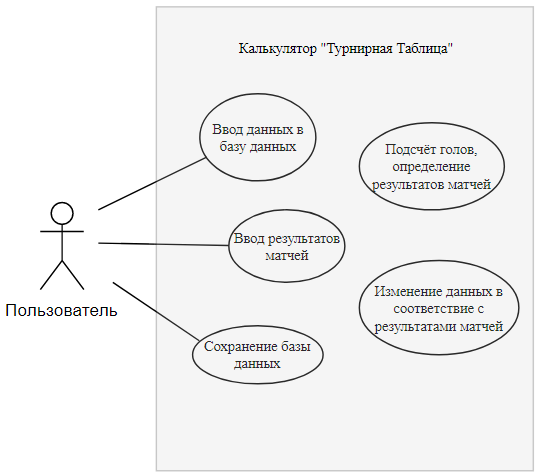 Калькулятор "Турнирная Таблица"
Ввод данных в
базу данных
Подсчёт голов,
определение
результатов матчей
Ввод результатов
матчей
Изменение данных в
соответствие с
результатами матчей
Пользователь
Сохранение базы
данных